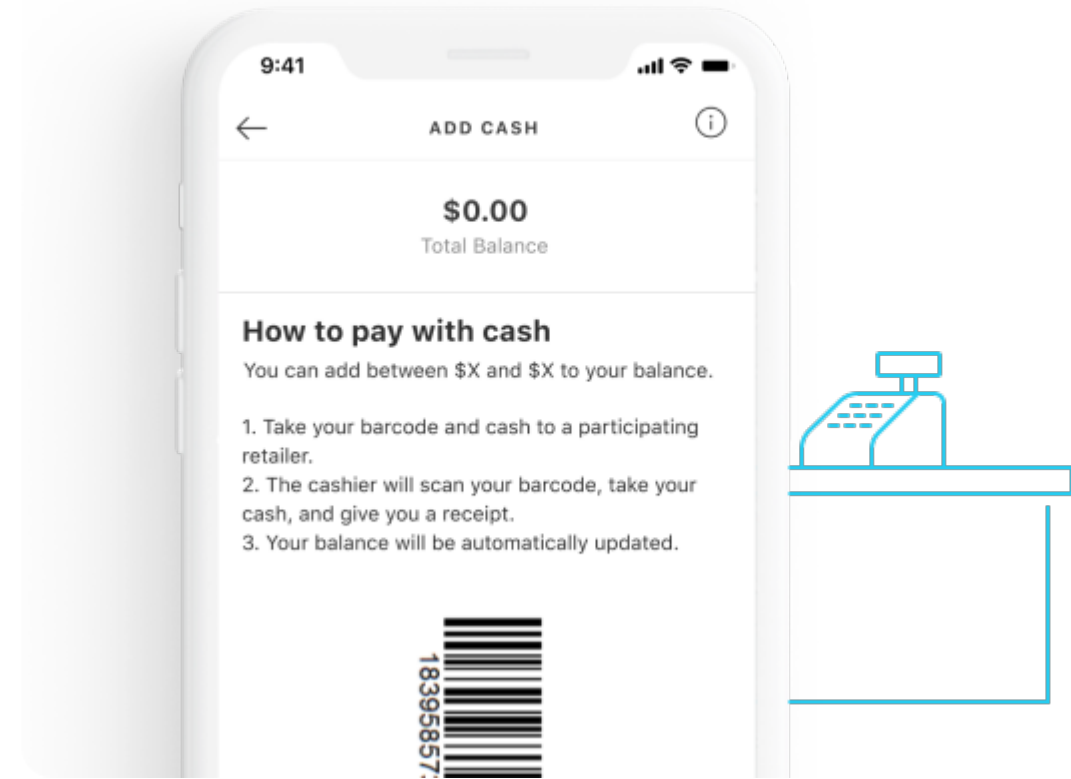 9:41
ADD CASH
$0.00
Total Balance
How to pay with cash
You can add between $X and $X to your balance.
1. Take your barcode and cash to a participating
retailer.
2. The cashier will scan your barcode, take your
cash, and give you a receipt.
3. Your balance will be automatically updated.
18395857